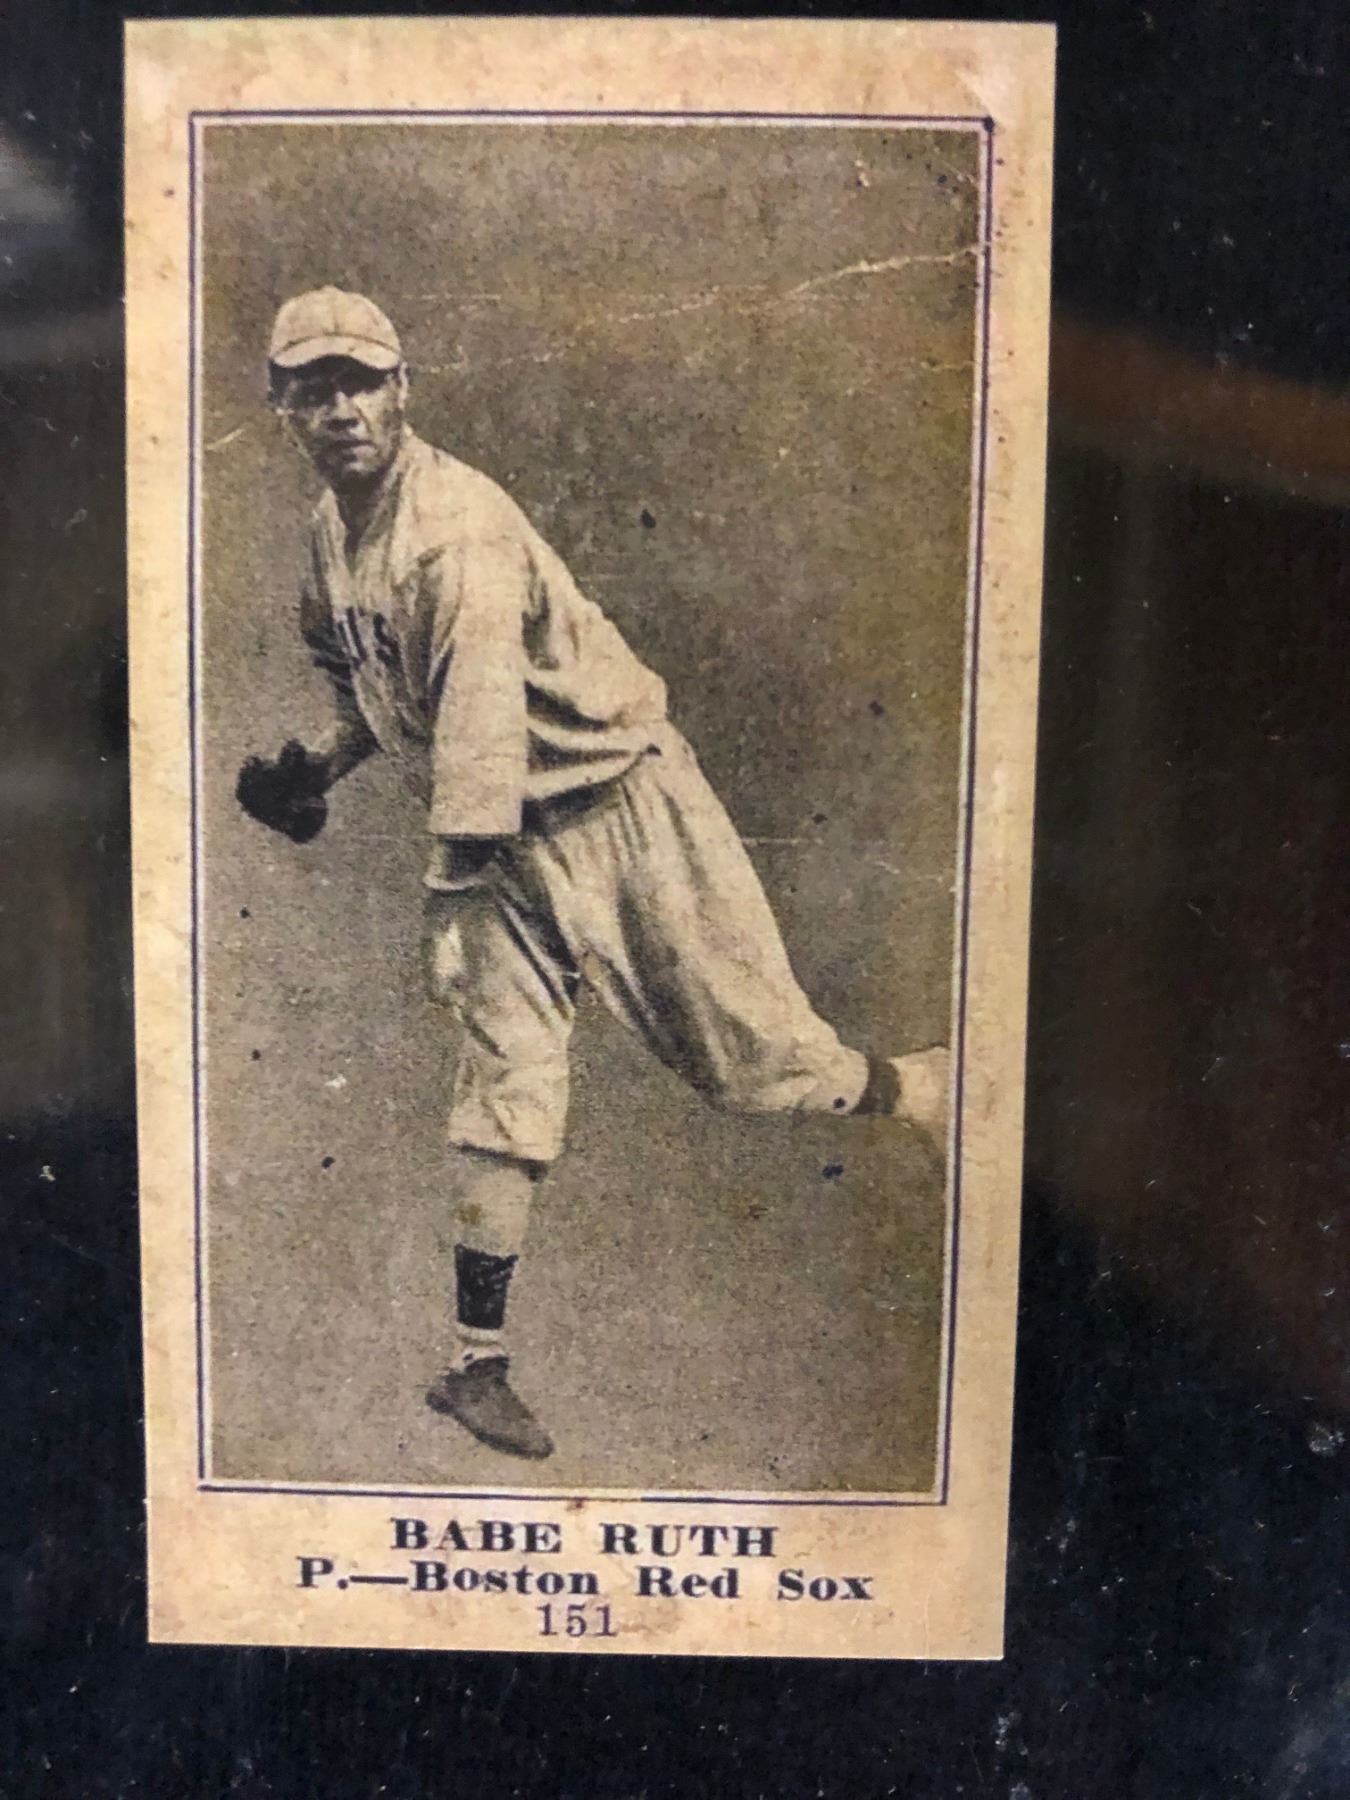 BABE RUTH
P.—Boston Red Sox
151